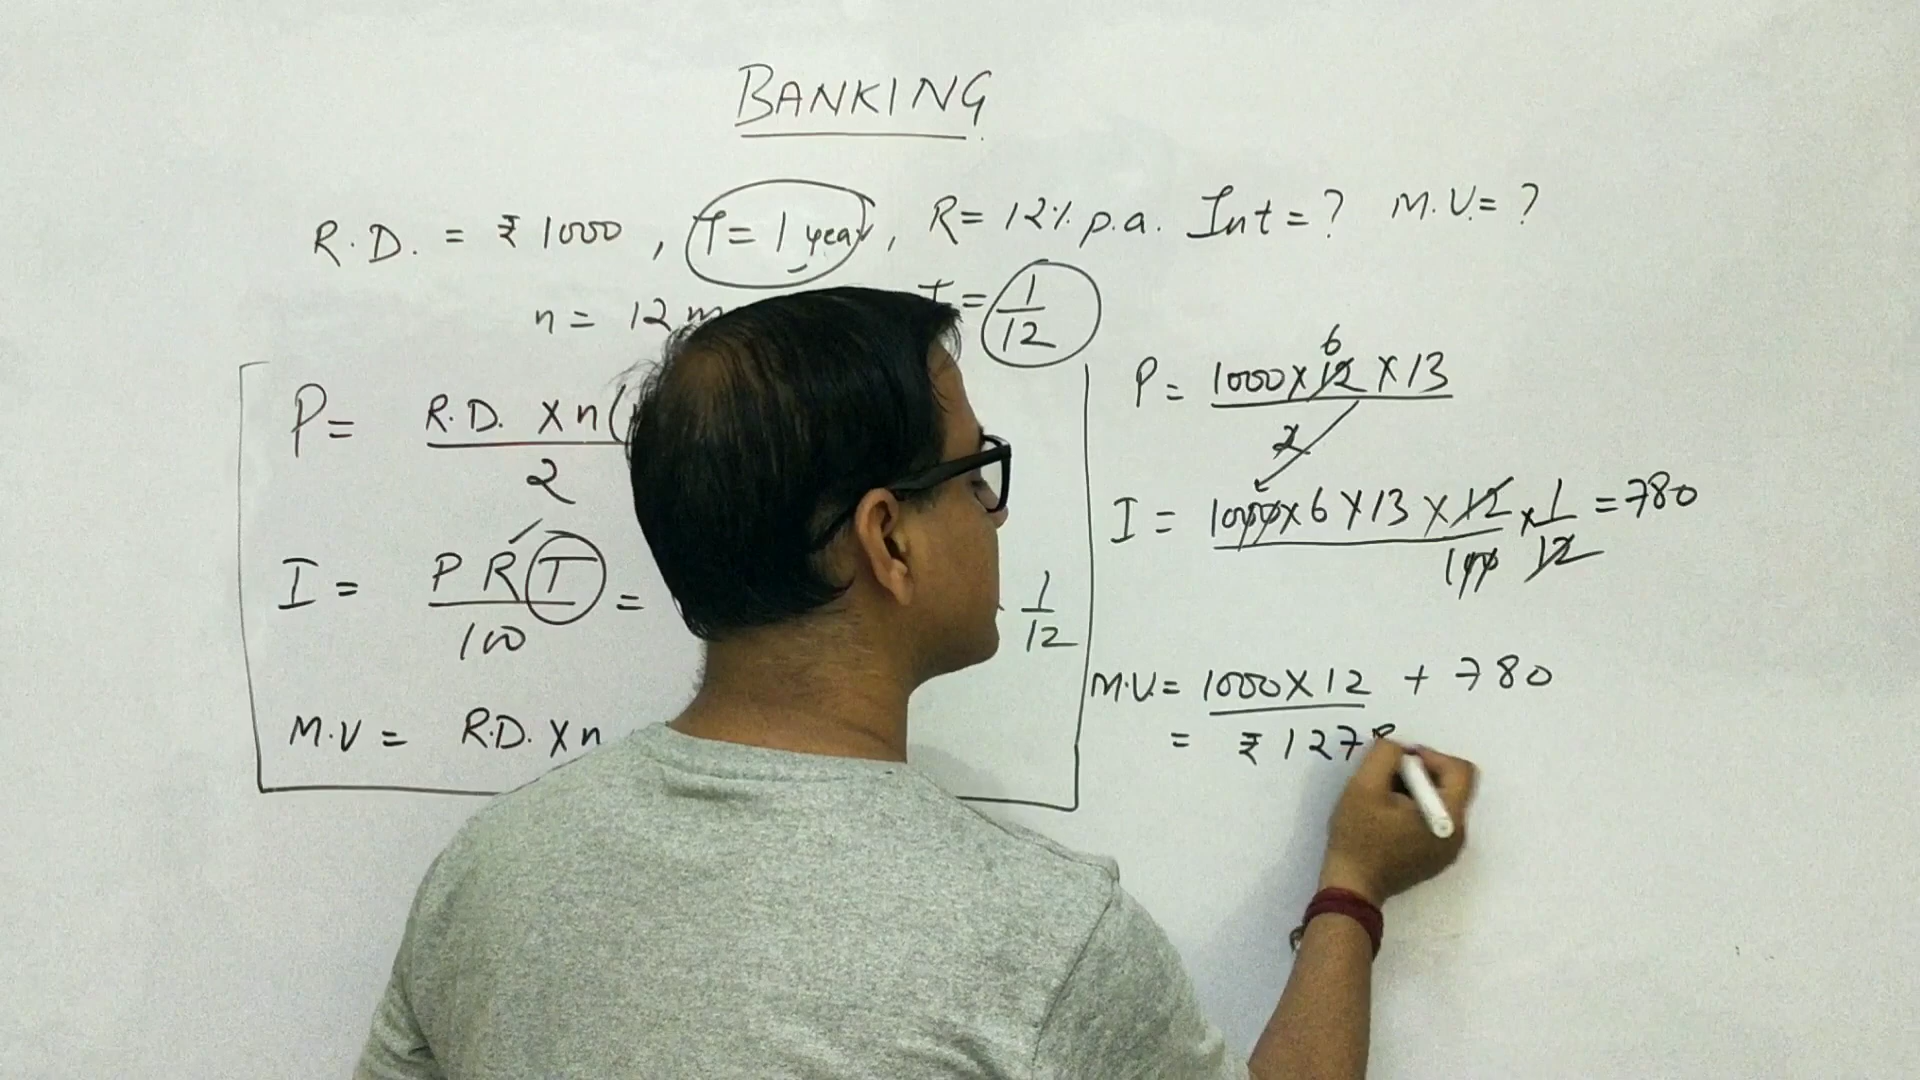 BANKING
R.D. = ₹ 1000 , T = 1 year , R = 12% p.a. Int = ? M.V. = ?
n = 12 = 1/12
P = R.D. × n( / 2
I = P R T / 100 = 1/12
M.V = R.D. × n
P = 1000 × 12 6 × 13 / 2
I = 1000 × 6 × 13 × 12 / 100 × 1/12 = 780
M.V. = 1000 × 12 + 780
= ₹ 127